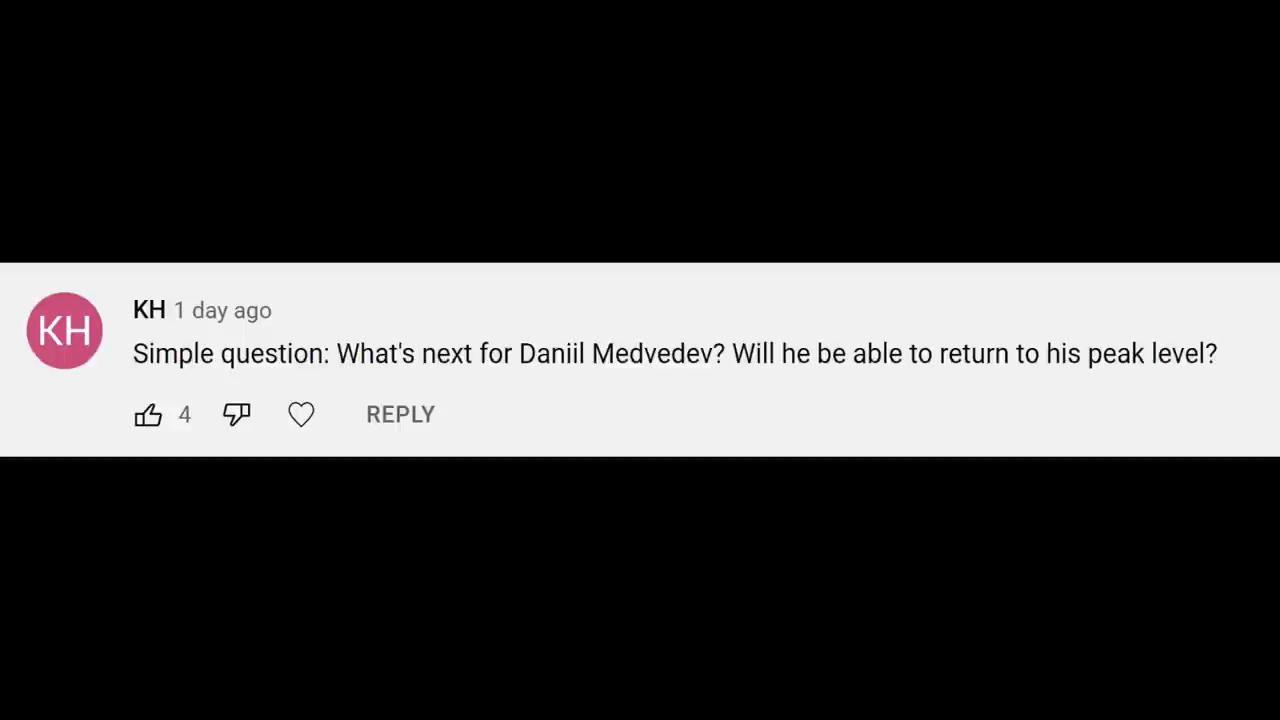 KH
KH 1 day ago
Simple question: What's next for Daniil Medvedev? Will he be able to return to his peak level?
4 REPLY